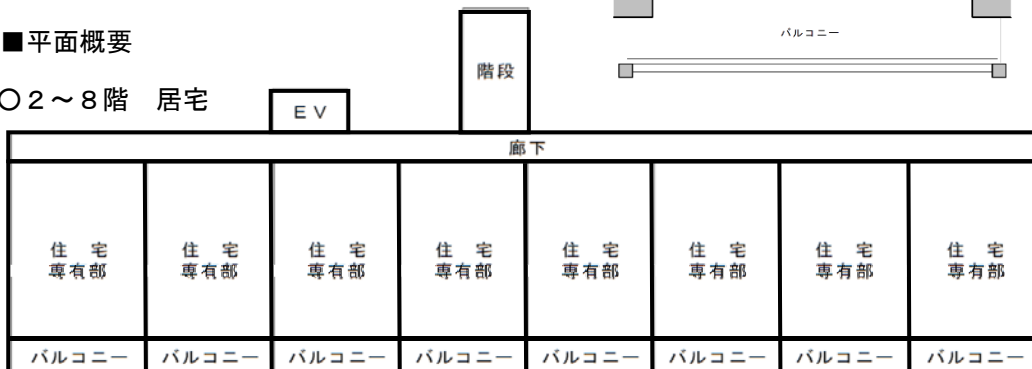 ■平面概要
バルコニー
階段
〇2～8階　居宅
ＥＶ
廊下
住　宅
専有部
住　宅
専有部
住　宅
専有部
住　宅
専有部
住　宅
専有部
住　宅
専有部
住　宅
専有部
住　宅
専有部
バルコニー　バルコニー　バルコニー　バルコニー　バルコニー　バルコニー　バルコニー　バルコニー